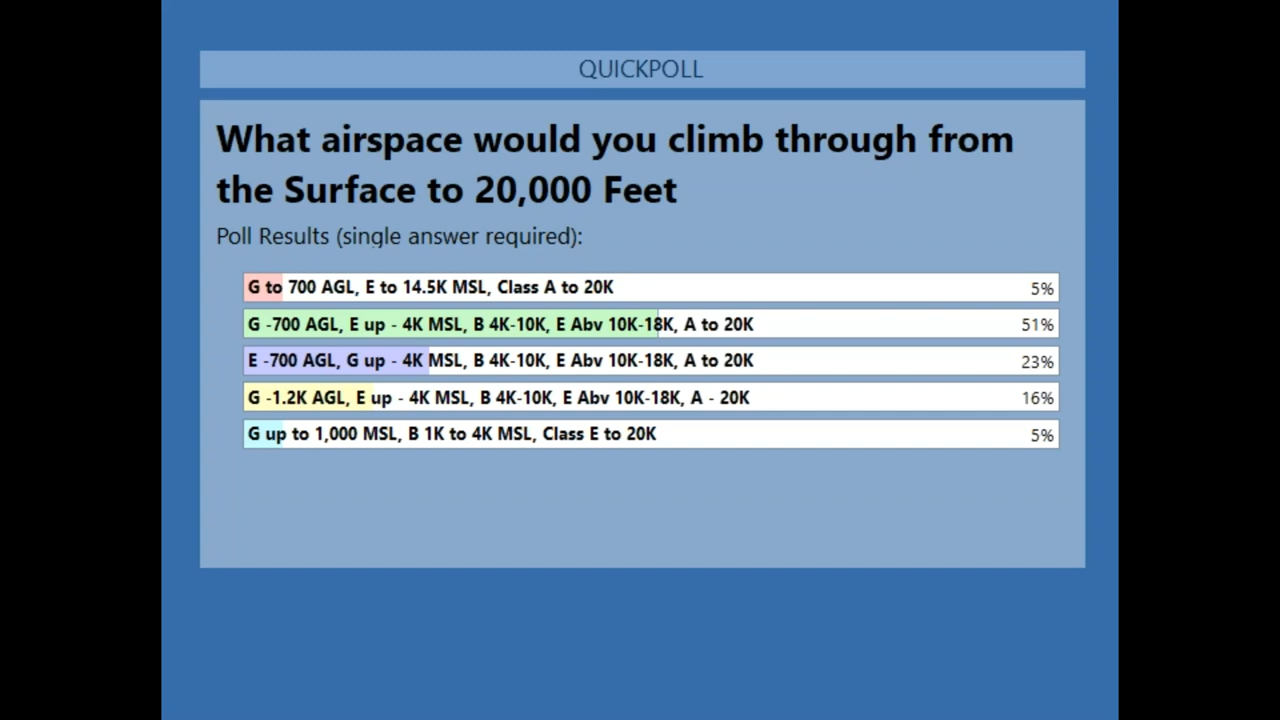 QUICKPOLL
What airspace would you climb through from
the Surface to 20,000 Feet
Poll Results (single answer required):
G to 700 AGL, E to 14.5K MSL, Class A to 20K 5%
G -700 AGL, E up - 4K MSL, B 4K-10K, E Abv 10K-18K, A to 20K 51%
E -700 AGL, G up - 4K MSL, B 4K-10K, E Abv 10K-18K, A to 20K 23%
G -1.2K AGL, E up - 4K MSL, B 4K-10K, E Abv 10K-18K, A - 20K 16%
G up to 1,000 MSL, B 1K to 4K MSL, Class E to 20K 5%